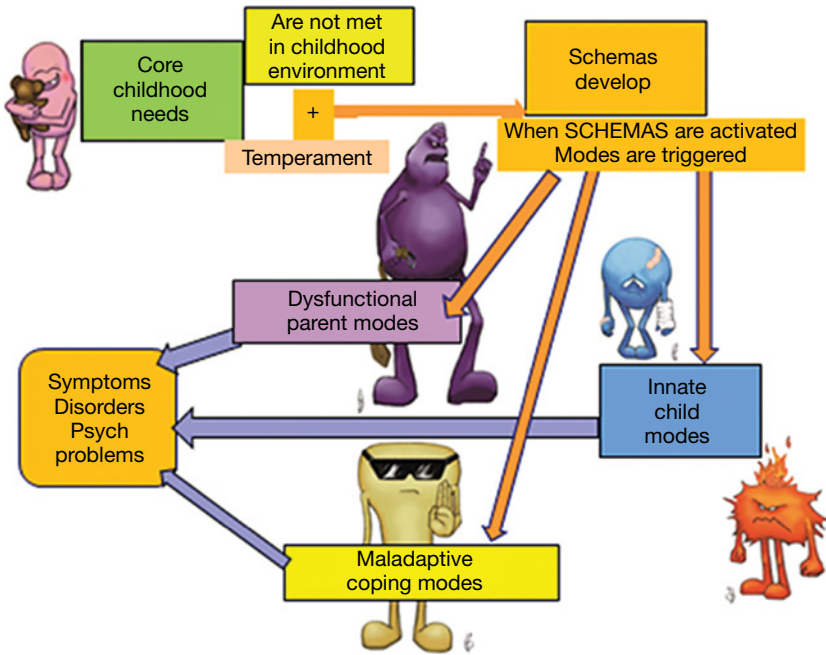 Core
childhood
needs
Are not met
in childhood
environment
+
Temperament
Schemas
develop
When SCHEMAS are activated
Modes are triggered
Dysfunctional
parent modes
Innate
child
modes
Symptoms
Disorders
Psych
problems
Maladaptive
coping modes